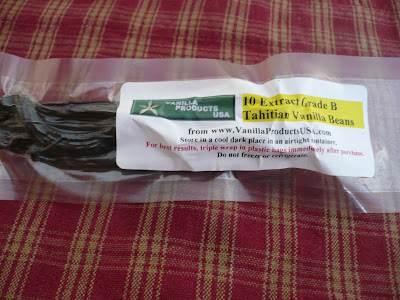 VANILLA
PRODUCTS
USA
10 Extract Grade B
Tahitian Vanilla Beans
from www.VanillaProductsUSA.com
Store in a cool dark place in an airtight container.
For best results, triple wrap in plastic bags immediately after purchase.
Do not freeze or refrigerate.